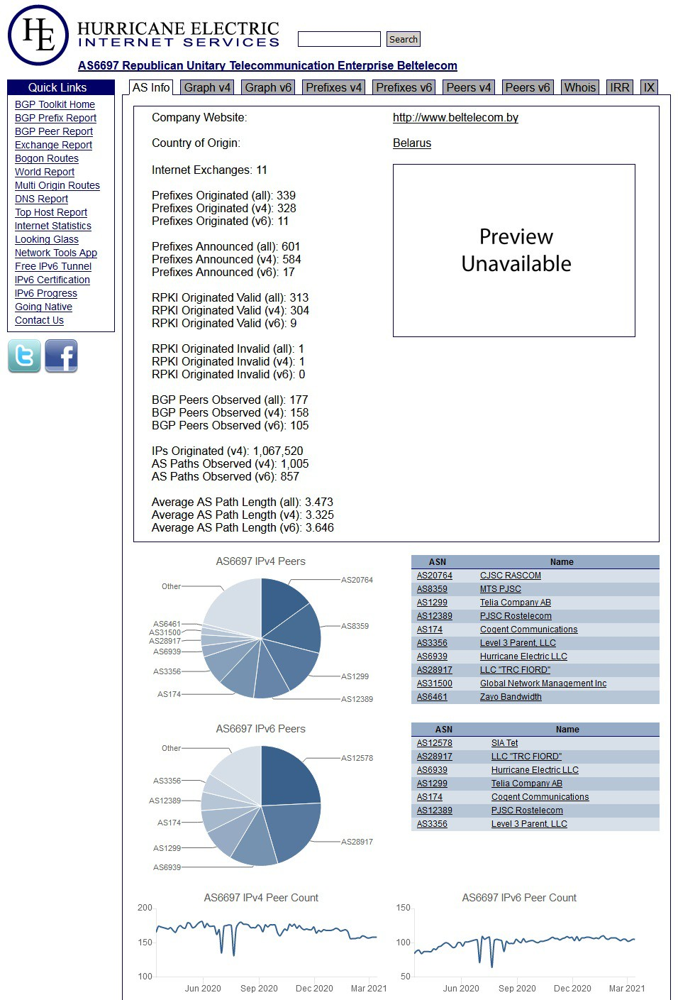 HE
HURRICANE ELECTRIC
INTERNET SERVICES
Search
AS6697 Republican Unitary Telecommunication Enterprise Beltelecom
Quick Links
BGP Toolkit Home
BGP Prefix Report
BGP Peer Report
Exchange Report
Bogon Routes
World Report
Multi Origin Routes
DNS Report
Top Host Report
Internet Statistics
Looking Glass
Network Tools App
Free IPv6 Tunnel
IPv6 Certification
IPv6 Progress
Going Native
Contact Us
AS Info Graph v4 Graph v6 Prefixes v4 Prefixes v6 Peers v4 Peers v6 Whois IRR IX
Company Website: http://www.beltelecom.by
Country of Origin: Belarus
Internet Exchanges: 11
Prefixes Originated (all): 339
Prefixes Originated (v4): 328
Prefixes Originated (v6): 11
Prefixes Announced (all): 601
Prefixes Announced (v4): 584
Prefixes Announced (v6): 17
RPKI Originated Valid (all): 313
RPKI Originated Valid (v4): 304
RPKI Originated Valid (v6): 9
RPKI Originated Invalid (all): 1
RPKI Originated Invalid (v4): 1
RPKI Originated Invalid (v6): 0
BGP Peers Observed (all): 177
BGP Peers Observed (v4): 158
BGP Peers Observed (v6): 105
IPs Originated (v4): 1,067,520
AS Paths Observed (v4): 1,005
AS Paths Observed (v6): 857
Average AS Path Length (all): 3.473
Average AS Path Length (v4): 3.325
Average AS Path Length (v6): 3.646
Preview
Unavailable
AS6697 IPv4 Peers
AS20764
AS8359
AS1299
AS12389
AS174
AS3356
AS6939
AS28917
AS31500
AS6461
Other
ASN Name
AS20764 CJSC RASCOM
AS8359 MTS PJSC
AS1299 Telia Company AB
AS12389 PJSC Rostelecom
AS174 Cogent Communications
AS3356 Level 3 Parent, LLC
AS6939 Hurricane Electric LLC
AS28917 LLC "TRC FIORD"
AS31500 Global Network Management Inc
AS6461 Zayo Bandwidth
AS6697 IPv6 Peers
AS12578
AS28917
AS6939
AS1299
AS174
AS12389
AS3356
Other
ASN Name
AS12578 SIA Tet
AS28917 LLC "TRC FIORD"
AS6939 Hurricane Electric LLC
AS1299 Telia Company AB
AS174 Cogent Communications
AS12389 PJSC Rostelecom
AS3356 Level 3 Parent, LLC
AS6697 IPv4 Peer Count
200
150
100
Jun 2020 Sep 2020 Dec 2020 Mar 2021
AS6697 IPv6 Peer Count
150
100
50
Jun 2020 Sep 2020 Dec 2020 Mar 2021